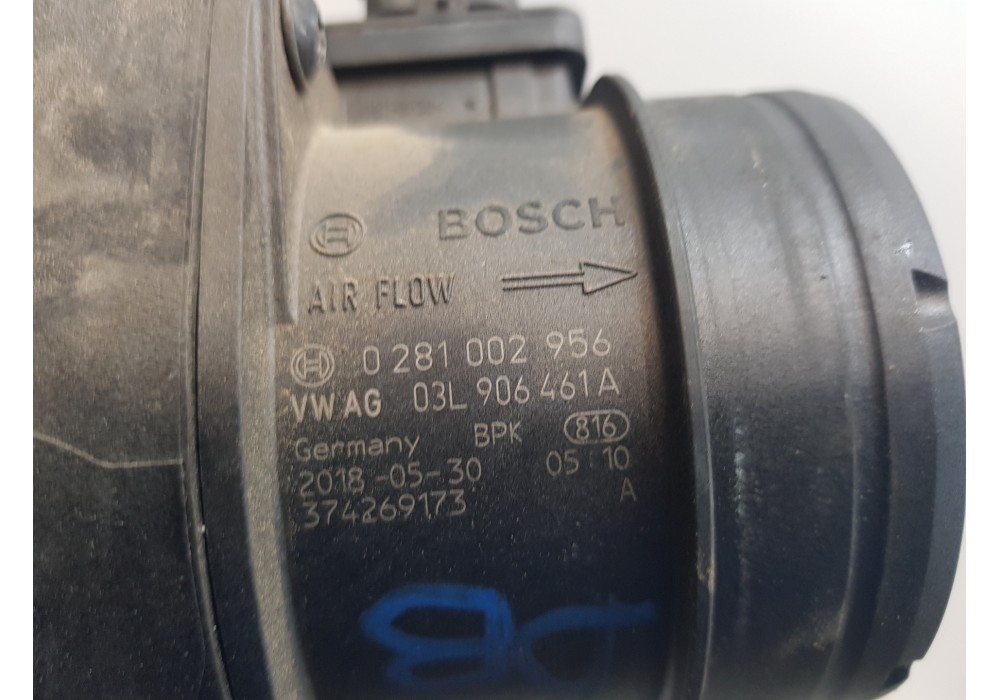 BOSCH
AIR FLOW
0 281 002 956
VW AG 03L 906 461 A
Germany BPK 816
2018-05-30 05:10
374269173 A